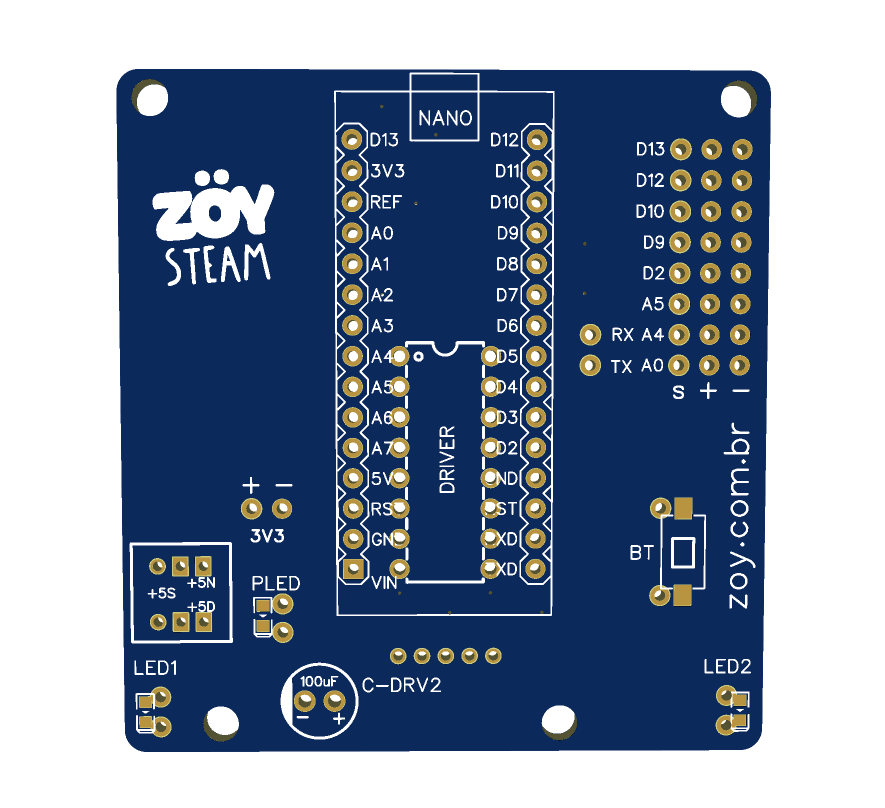 NANO
D13
3V3
REF
A0
A1
A2
A3
A4
A5
A6
A7
5V
RS
GN
VIN
D12
D11
D10
D9
D8
D7
D6
D5
D4
D3
D2
ND
ST
XD
XD
DRIVER
ZÖY
STEAM
D13
D12
D10
D9
D2
A5
RX A4
TX A0
S + -
zoy.com.br
+ -
3V3
+5N
+5S
+5D
PLED
BT
LED1
100uF
- +
C-DRV2
LED2